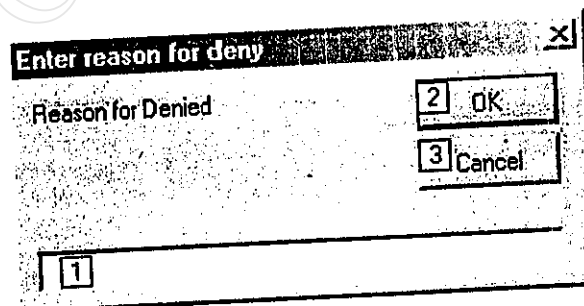 Enter reason for deny
Reason for Denied
2 OK
3 Cancel
1